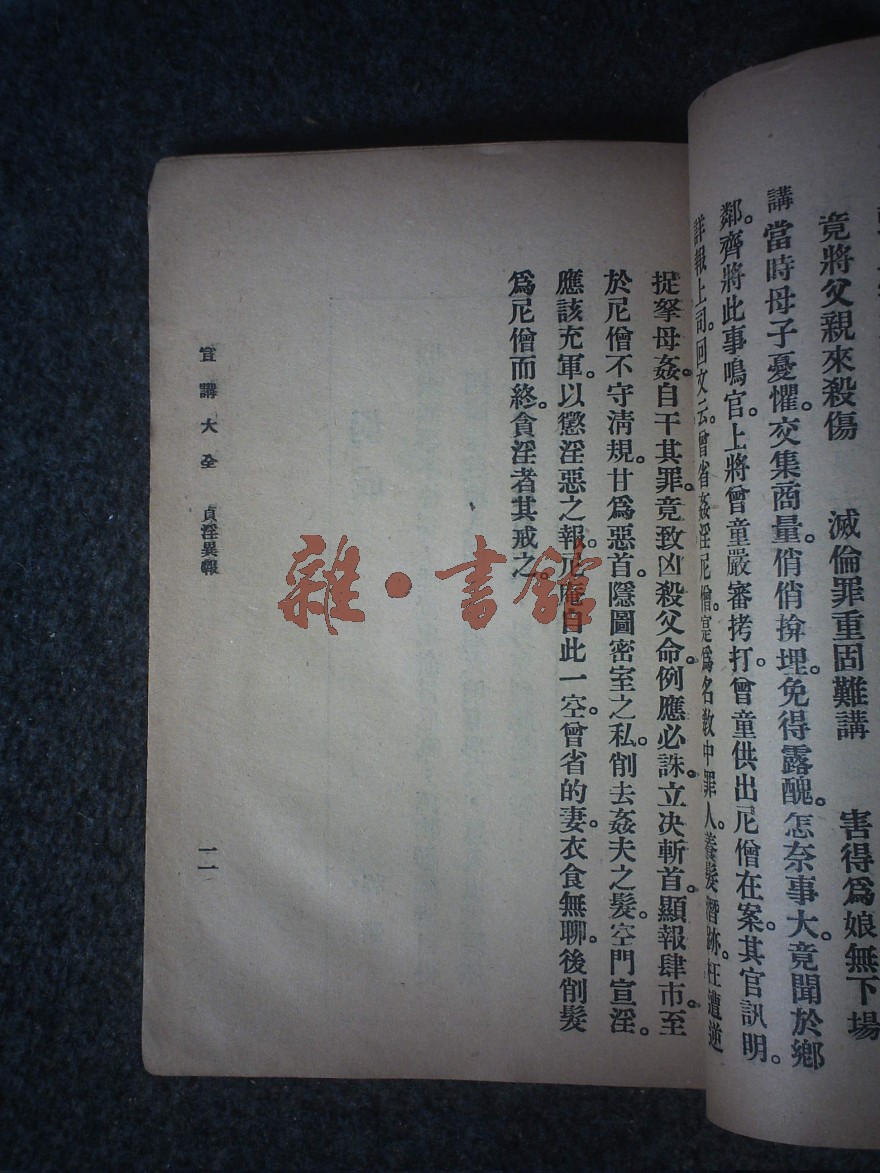 竟將父親來殺傷　滅倫罪重固難講　害得爲娘無下場
講當時母子憂懼。交集商量。俏俏揜埋。免得露醜。怎奈事大。竟聞於鄉
鄰。齊將此事鳴官。上將曾童嚴審拷打。曾童供出尼僧在案。其官訊明。
詳報上司。回文云。曾省姦淫尼僧。寔爲名教中罪人。養髮潛跡。枉遭逆
捉拏母姦。自干其罪。竟致凶殺父命。例應必誅。立決斬首。顯報肆市。至
於尼僧不守淸規。甘爲惡首。隱圖密室之私。削去姦夫之髮。空門宣淫。
應該充軍。以懲淫惡之報。尼庵自此一空。曾省的妻。衣食無聊。後削髮
爲尼僧而終。貪淫者其戒之。
宣講大全　貞淫異報　一一
雜·書館